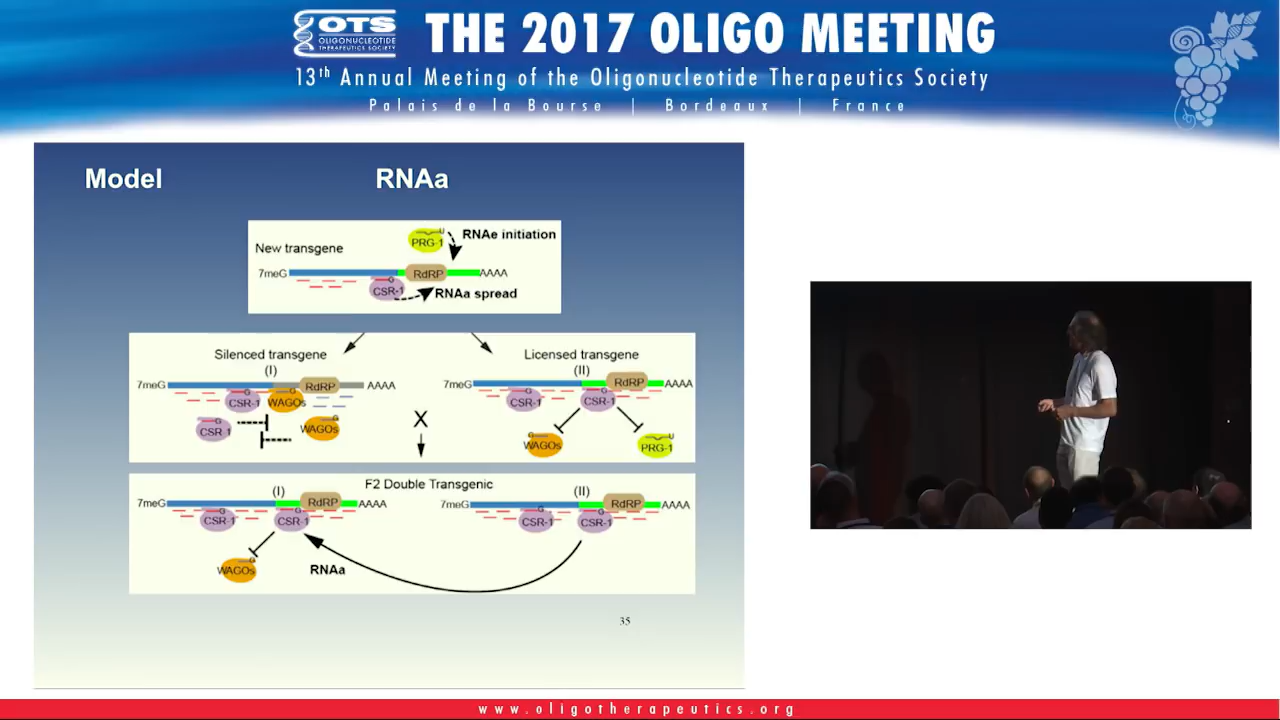 OTS
OLIGONUCLEOTIDE
THERAPEUTICS SOCIETY
THE 2017 OLIGO MEETING
13th Annual Meeting of the Oligonucleotide Therapeutics Society
Palais de la Bourse | Bordeaux | France
Model RNAa
PRG-1 U RNAe initiation
New transgene
7meG RdRP AAAA
G
CSR-1 RNAa spread
Silenced transgene
(I)
7meG RdRP AAAA
G G
CSR-1 WAGOs
G G
CSR 1 WAGOs
X
Licensed transgene
(II)
7meG RdRP AAAA
G G
CSR-1 CSR-1
G U
WAGOs PRG-1
F2 Double Transgenic
(I)
7meG RdRP AAAA
G G
CSR-1 CSR-1
G
WAGOs
RNAa
(II)
7meG RdRP AAAA
G G
CSR-1 CSR-1
35
www.oligotherapeutics.org